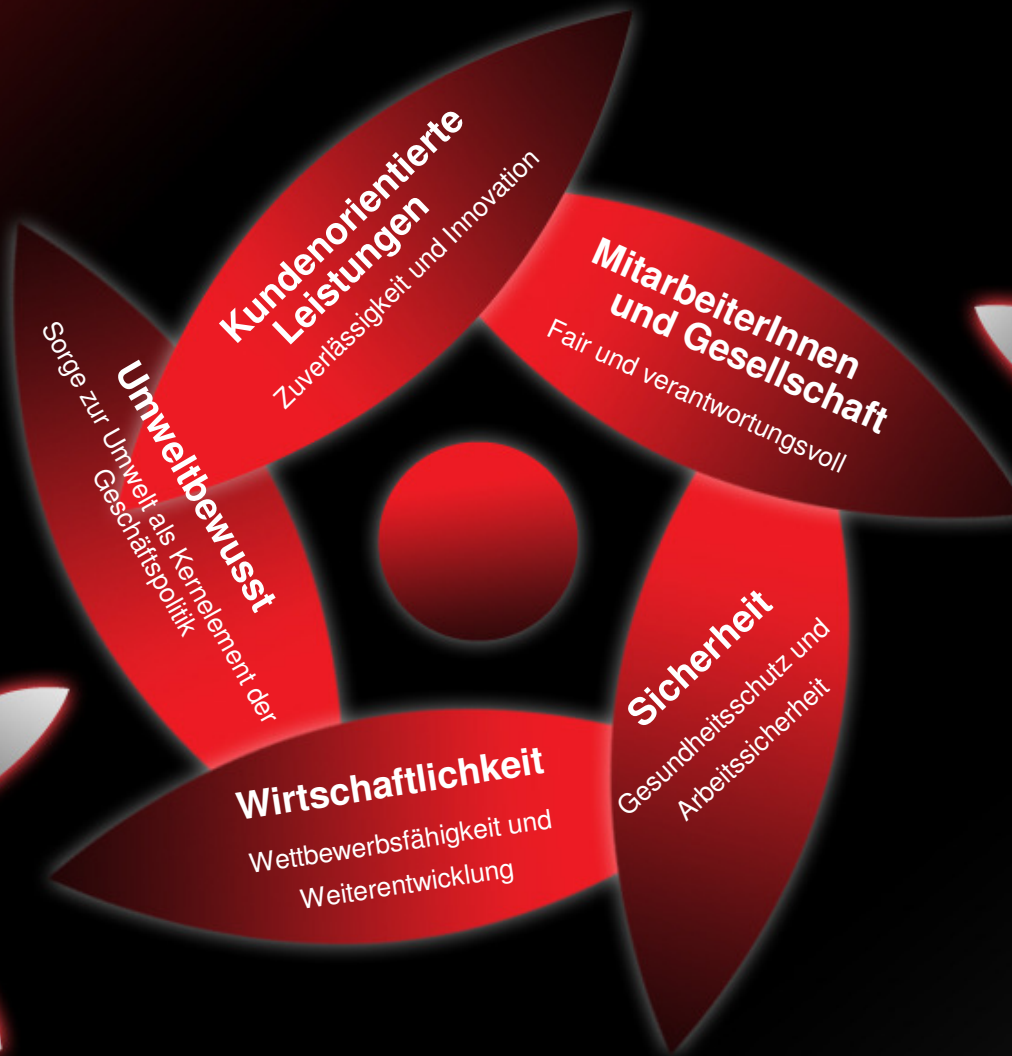 Kundenorientierte
Leistungen
Zuverlässigkeit und Innovation
MitarbeiterInnen
und Gesellschaft
Fair und verantwortungsvoll
Sicherheit
Gesundheitsschutz und
Arbeitssicherheit
Wirtschaftlichkeit
Wettbewerbsfähigkeit und
Weiterentwicklung
Umweltbewusst
Sorge zur Umwelt als Kernelement der
Geschäftspolitik